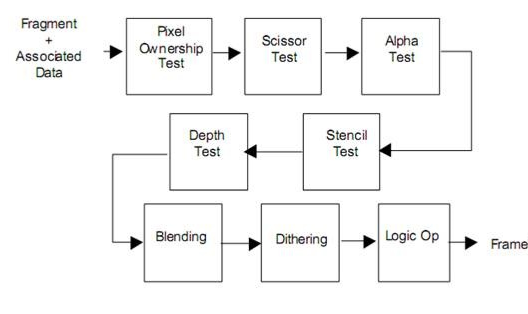 Fragment
+
Associated
Data
Pixel
Ownership
Test
Scissor
Test
Alpha
Test
Depth
Test
Stencil
Test
Blending
Dithering
Logic Op
Frame